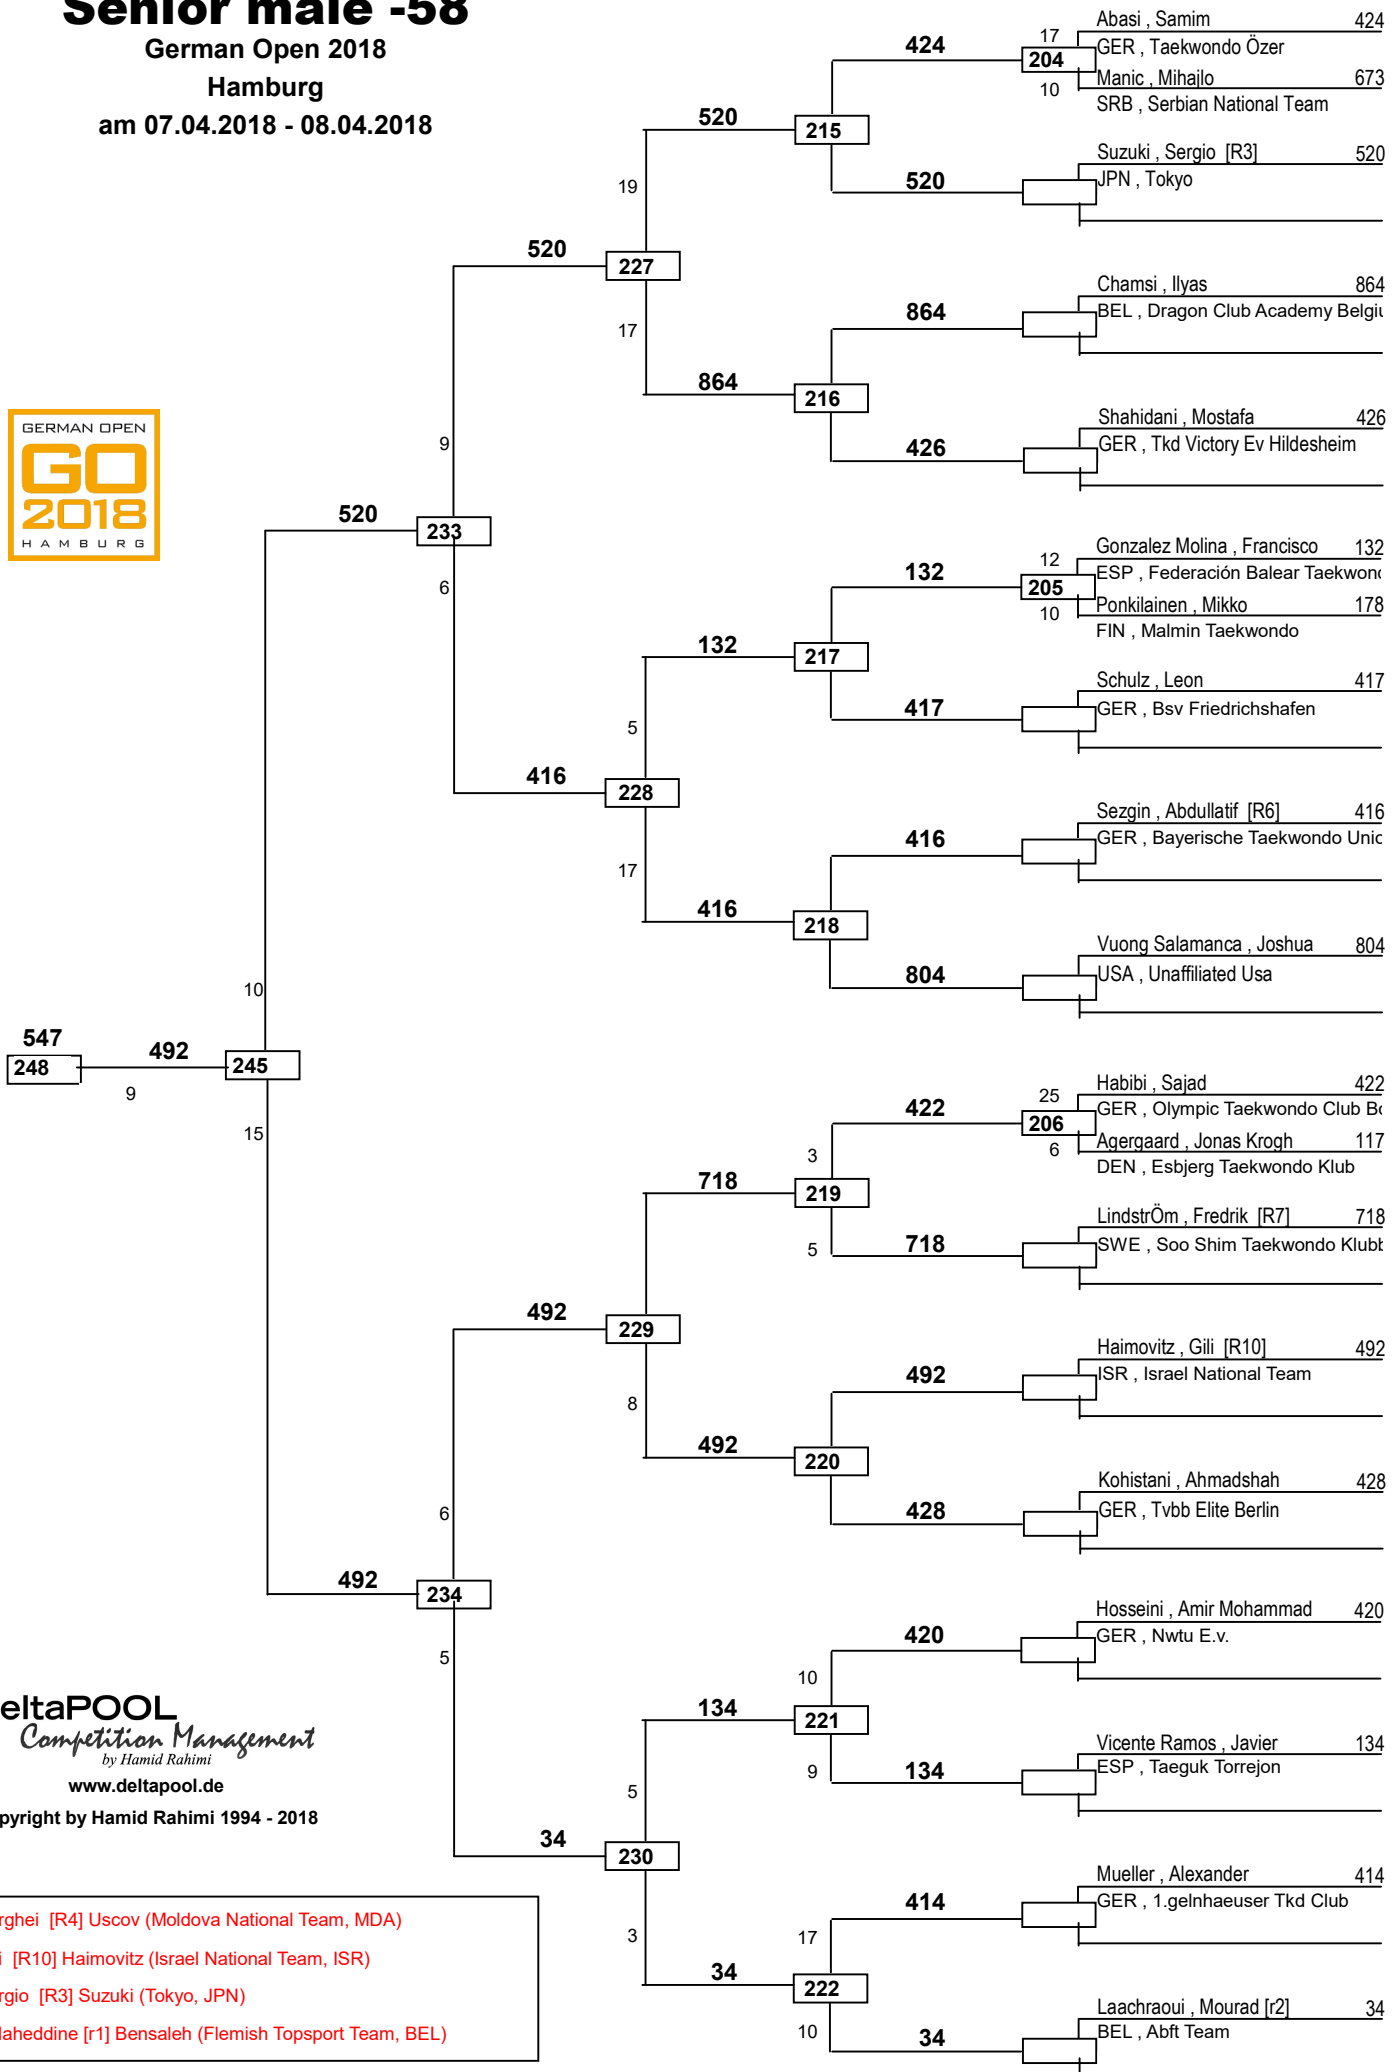 Senior male -58
German Open 2018
Hamburg
am 07.04.2018 - 08.04.2018
GERMAN OPEN
GO
2018
HAMBURG
Abasi , Samim 424
17
GER , Taekwondo Özer
424
204
Manic , Mihajlo 673
10
SRB , Serbian National Team
520
215
Suzuki , Sergio [R3] 520
JPN , Tokyo
520
19
520
227
17
Chamsi , Ilyas 864
BEL , Dragon Club Academy Belgiu
864
864
216
Shahidani , Mostafa 426
GER , Tkd Victory Ev Hildesheim
426
9
520
233
6
Gonzalez Molina , Francisco 132
12
ESP , Federación Balear Taekwond
132
205
Ponkilainen , Mikko 178
10
FIN , Malmin Taekwondo
132
217
Schulz , Leon 417
GER , Bsv Friedrichshafen
417
5
416
228
17
Sezgin , Abdullatif [R6] 416
GER , Bayerische Taekwondo Unio
416
416
218
Vuong Salamanca , Joshua 804
USA , Unaffiliated Usa
804
10
547
248
492
9
245
15
Habibi , Sajad 422
25
GER , Olympic Taekwondo Club Bo
422
206
Agergaard , Jonas Krogh 117
6
DEN , Esbjerg Taekwondo Klub
3
718
219
5
LindstrÖm , Fredrik [R7] 718
SWE , Soo Shim Taekwondo Klubb
718
492
229
8
Haimovitz , Gili [R10] 492
ISR , Israel National Team
492
492
220
Kohistani , Ahmadshah 428
GER , Tvbb Elite Berlin
428
6
492
234
5
Hosseini , Amir Mohammad 420
GER , Nwtu E.v.
420
10
134
221
9
Vicente Ramos , Javier 134
ESP , Taeguk Torrejon
134
5
34
230
3
Mueller , Alexander 414
GER , 1.gelnhaeuser Tkd Club
414
17
34
222
10
Laachraoui , Mourad [r2] 34
BEL , Abft Team
34
eltaPOOL
Competition Management
by Hamid Rahimi
www.deltapool.de
pyright by Hamid Rahimi 1994 - 2018
rghei [R4] Uscov (Moldova National Team, MDA)
i [R10] Haimovitz (Israel National Team, ISR)
rgio [R3] Suzuki (Tokyo, JPN)
laheddine [r1] Bensaleh (Flemish Topsport Team, BEL)